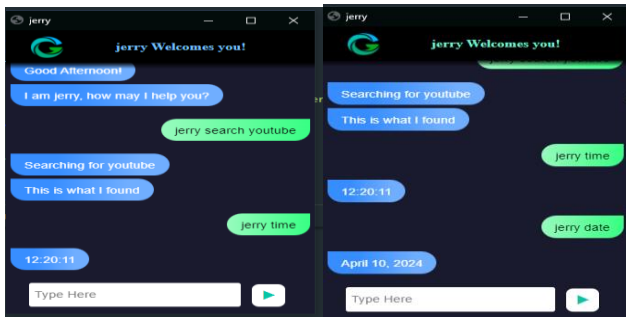 jerry
jerry Welcomes you!
Good Afternoon!
I am jerry, how may I help you?
jerry search youtube
Searching for youtube
This is what I found
jerry time
12:20:11
Type Here
jerry
jerry Welcomes you!
Searching for youtube
This is what I found
jerry time
12:20:11
jerry date
April 10, 2024
Type Here